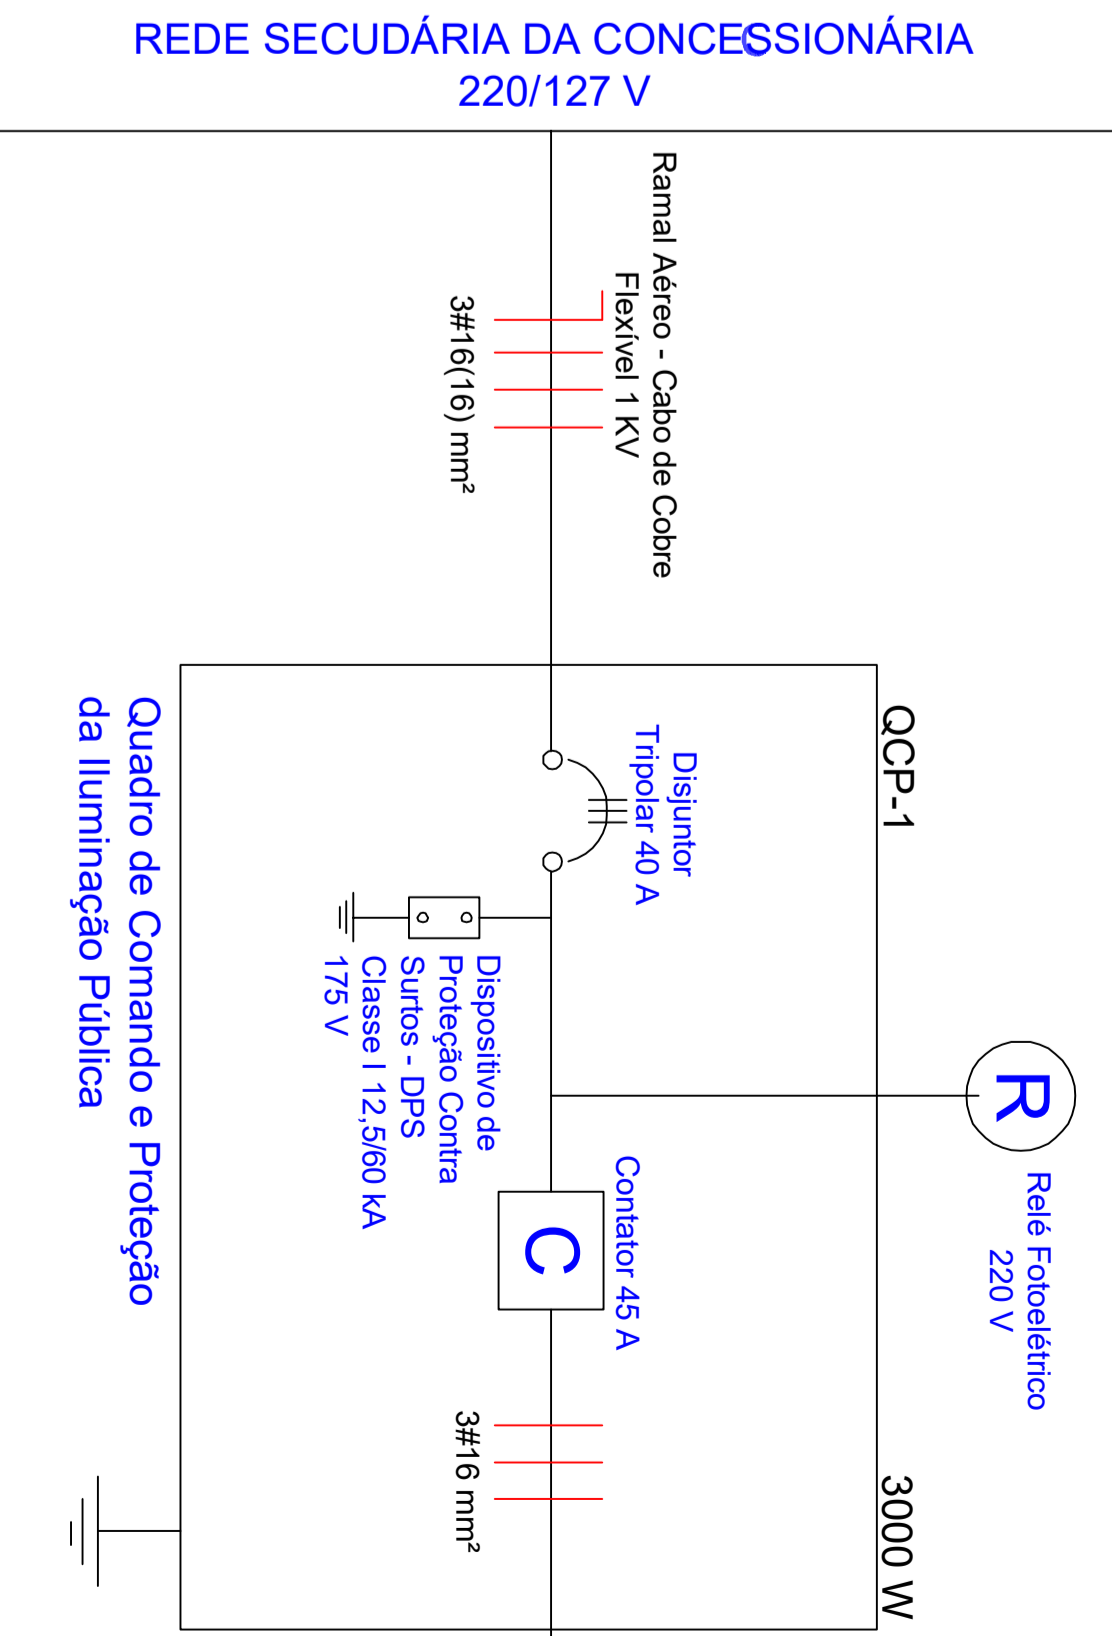 REDE SECUDÁRIA DA CONCESSIONÁRIA
220/127 V
Ramal Aéreo - Cabo de Cobre
Flexível 1 KV
3#16(16) mm²
QCP-1
3000 W
Disjuntor
Tripolar 40 A
Dispositivo de
Proteção Contra
Surtos - DPS
Classe I 12,5/60 kA
175 V
R
Relé Fotoelétrico
220 V
Contator 45 A
C
3#16 mm²
Quadro de Comando e Proteção
da Iluminação Pública